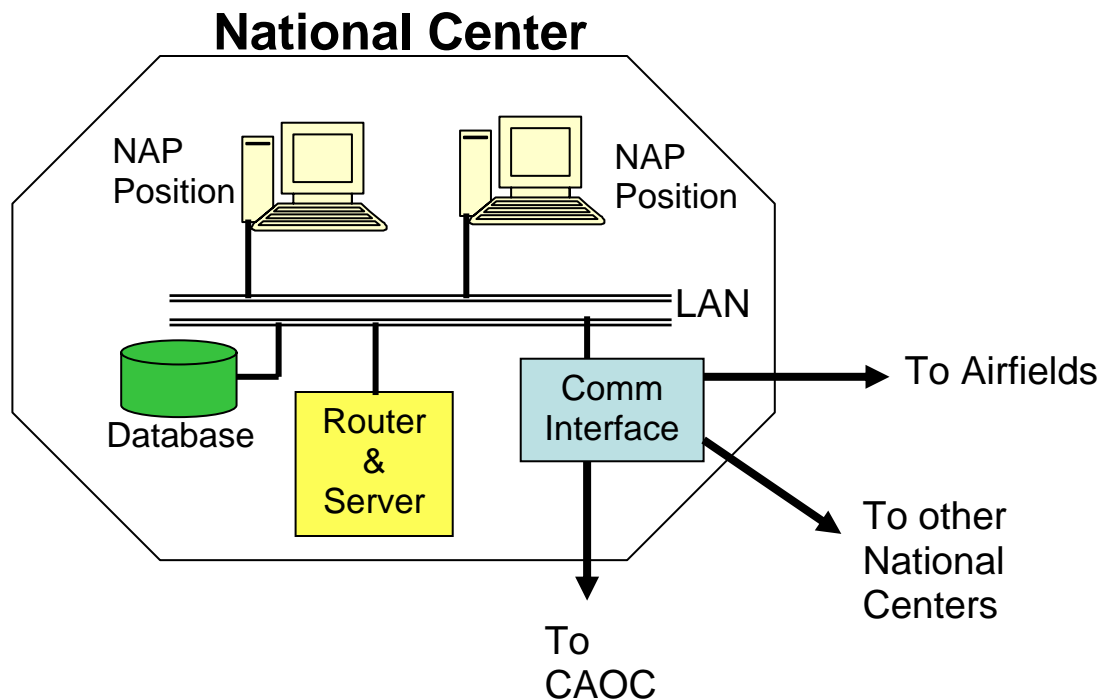 National Center
NAP
Position
NAP
Position
LAN
Database
Router
&
Server
Comm
Interface
To Airfields
To other
National
Centers
To
CAOC